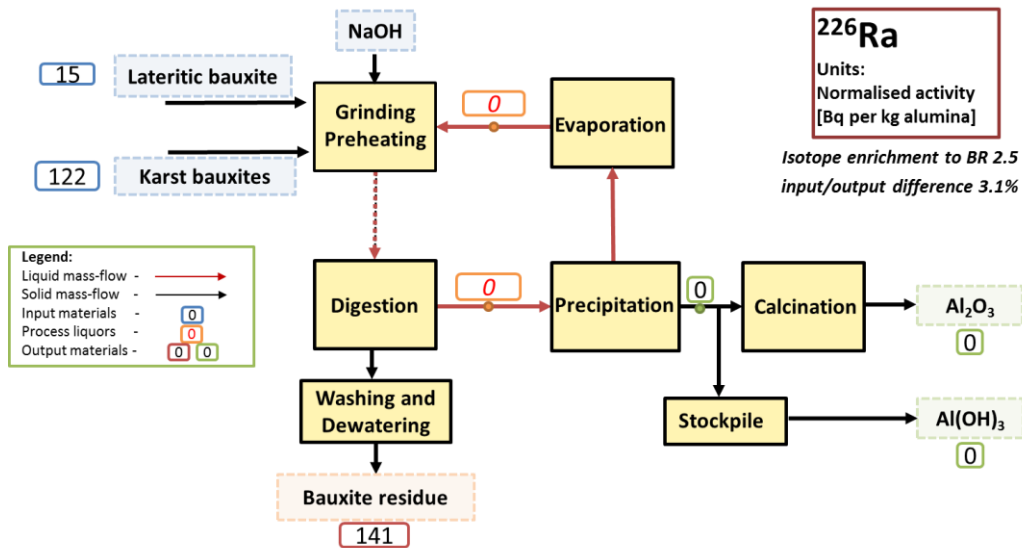 NaOH
²²⁶Ra
Units:
Normalised activity
[Bq per kg alumina]
15
Lateritic bauxite
Grinding
Preheating
0
Evaporation
Isotope enrichment to BR 2.5
input/output difference 3.1%
122
Karst bauxites
Legend:
Liquid mass-flow -
Solid mass-flow -
Input materials - 0
Process liquors - 0
Output materials - 0 0
Digestion
0
Precipitation
0
Calcination
Al₂O₃
0
Washing and
Dewatering
Stockpile
Al(OH)₃
0
Bauxite residue
141